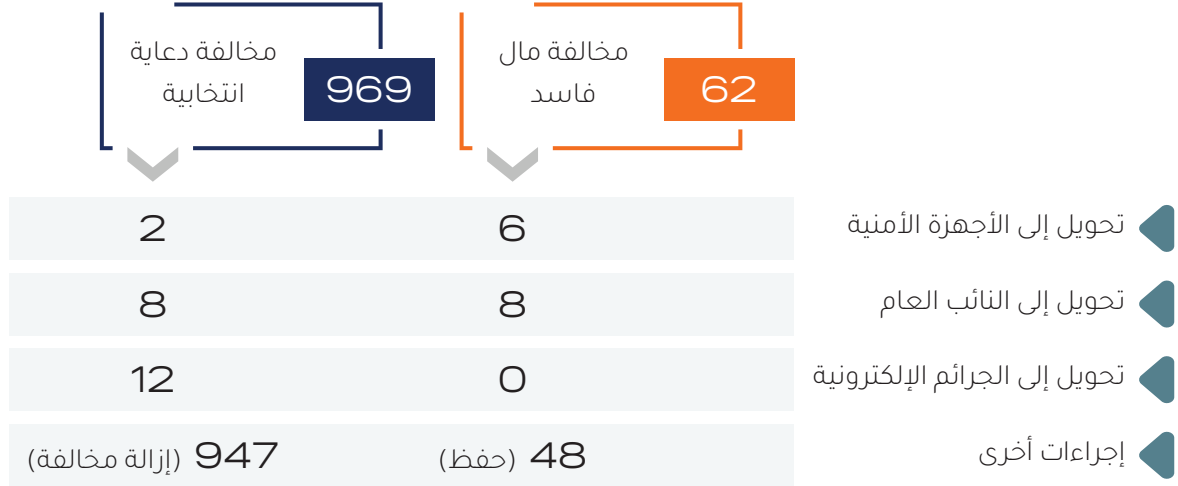 62
مخالفة مال
فاسد
969
مخالفة دعاية
انتخابية
تحويل إلى الأجهزة الأمنية 6 2
تحويل إلى النائب العام 8 8
تحويل إلى الجرائم الإلكترونية 0 12
إجراءات أخرى 48 (حفظ) 947 (إزالة مخالفة)